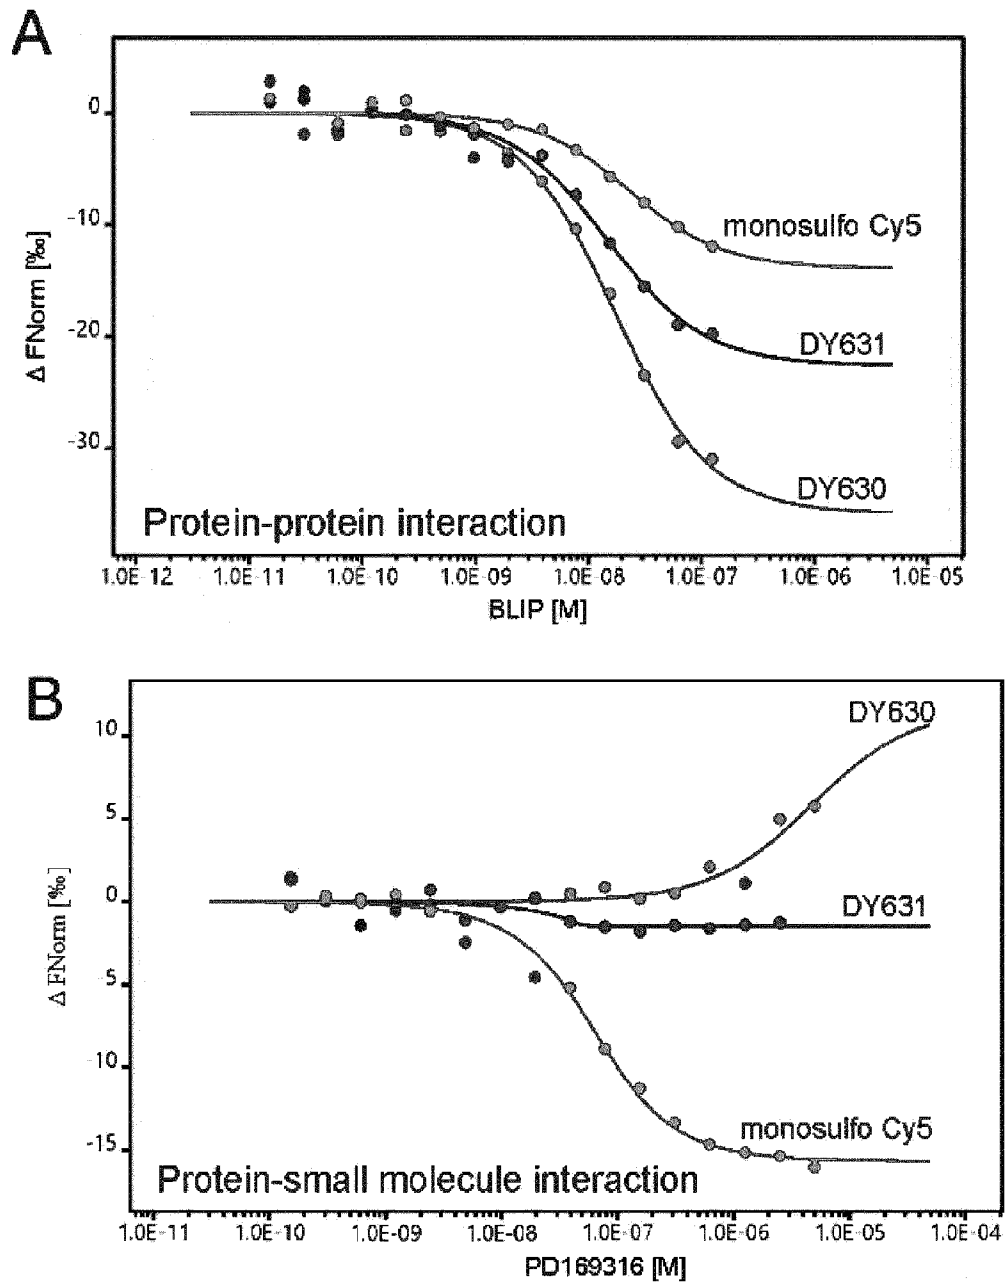 A
0
-10
-20
-30
Δ FNorm [‰]
monosulfo Cy5
DY631
DY630
Protein-protein interaction
1.0E-12 1.0E-11 1.0E-10 1.0E-09 1.0E-08 1.0E-07 1.0E-06 1.0E-05
BLIP [M]
B
10
5
0
-5
-10
-15
Δ FNorm [‰]
DY630
DY631
monosulfo Cy5
Protein-small molecule interaction
1.0E-11 1.0E-10 1.0E-09 1.0E-08 1.0E-07 1.0E-06 1.0E-05 1.0E-04
PD169316 [M]